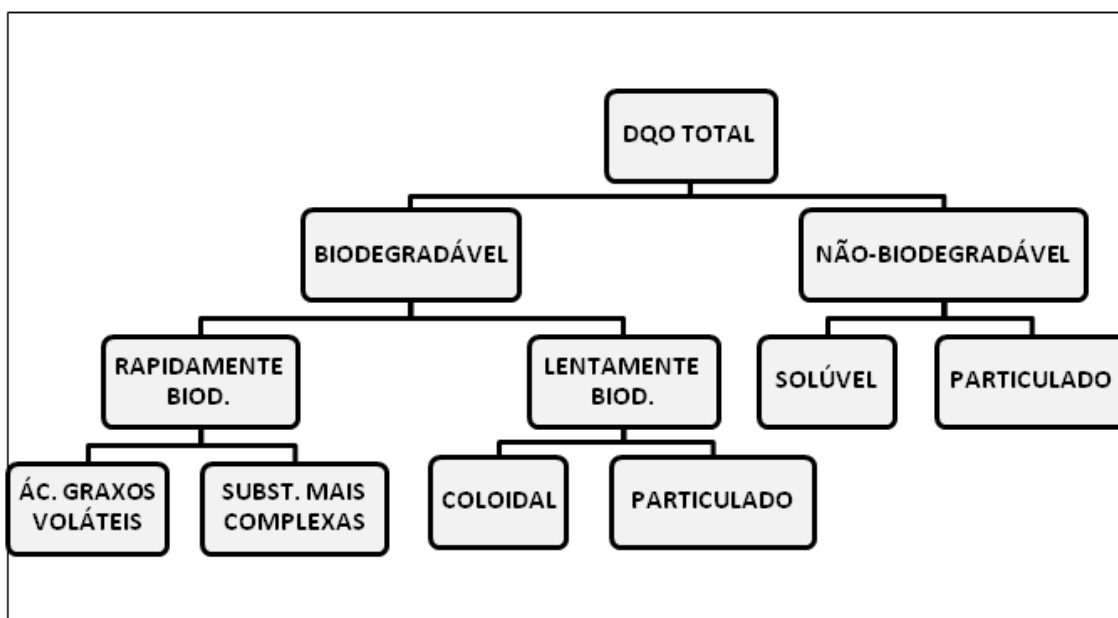 DQO TOTAL
BIODEGRADÁVEL
NÃO-BIODEGRADÁVEL
RAPIDAMENTE
BIOD.
LENTAMENTE
BIOD.
SOLÚVEL
PARTICULADO
ÁC. GRAXOS
VOLÁTEIS
SUBST. MAIS
COMPLEXAS
COLOIDAL
PARTICULADO